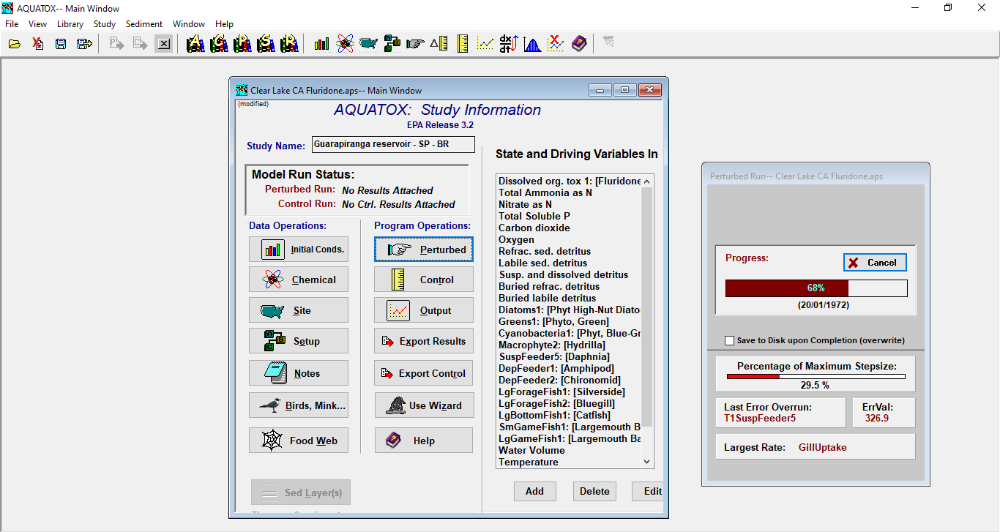 AQUATOX-- Main Window
File View Library Study Sediment Window Help
P C X A C P S R Δ dx dt
Clear Lake CA Fluridone.aps-- Main Window
(modified)
AQUATOX: Study Information
EPA Release 3.2
Study Name: Guarapiranga reservoir - SP - BR
Model Run Status:
Perturbed Run: No Results Attached
Control Run: No Ctrl. Results Attached
Data Operations:
Initial Conds.
Chemical
Site
A B C Setup
Notes
Birds, Mink...
Food Web
Sed Layer(s)
Program Operations:
Perturbed
Control
Output
Export Results
Export Control
Use Wizard
Help
State and Driving Variables In
Dissolved org. tox 1: [Fluridone
Total Ammonia as N
Nitrate as N
Total Soluble P
Carbon dioxide
Oxygen
Refrac. sed. detritus
Labile sed. detritus
Susp. and dissolved detritus
Buried refrac. detritus
Buried labile detritus
Diatoms1: [Phyt High-Nut Diato
Greens1: [Phyto, Green]
Cyanobacteria1: [Phyt, Blue-Gr
Macrophyte2: [Hydrilla]
SuspFeeder5: [Daphnia]
DepFeeder1: [Amphipod]
DepFeeder2: [Chironomid]
LgForageFish1: [Silverside]
LgForageFish2: [Bluegill]
LgBottomFish1: [Catfish]
SmGameFish1: [Largemouth B
LgGameFish1: [Largemouth Ba
Water Volume
Temperature
Add Delete Edit
Perturbed Run-- Clear Lake CA Fluridone.aps
Progress:
Cancel
68%
(20/01/1972)
Save to Disk upon Completion (overwrite)
Percentage of Maximum Stepsize:
29.5 %
Last Error Overrun:
T1SuspFeeder5
ErrVal:
326.9
Largest Rate: GillUptake